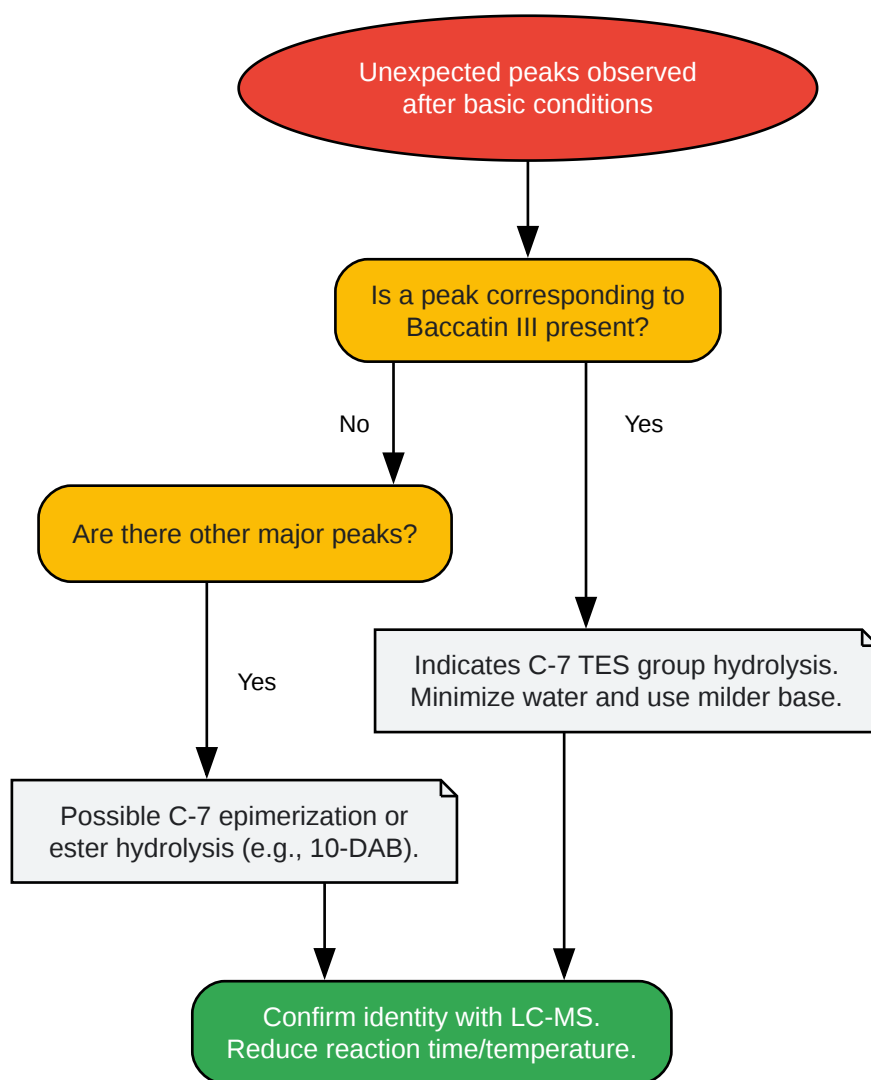 Unexpected peaks observed
after basic conditions
Is a peak corresponding to
Baccatin III present?
No
Yes
Are there other major peaks?
Indicates C-7 TES group hydrolysis.
Minimize water and use milder base.
Yes
Possible C-7 epimerization or
ester hydrolysis (e.g., 10-DAB).
Confirm identity with LC-MS.
Reduce reaction time/temperature.